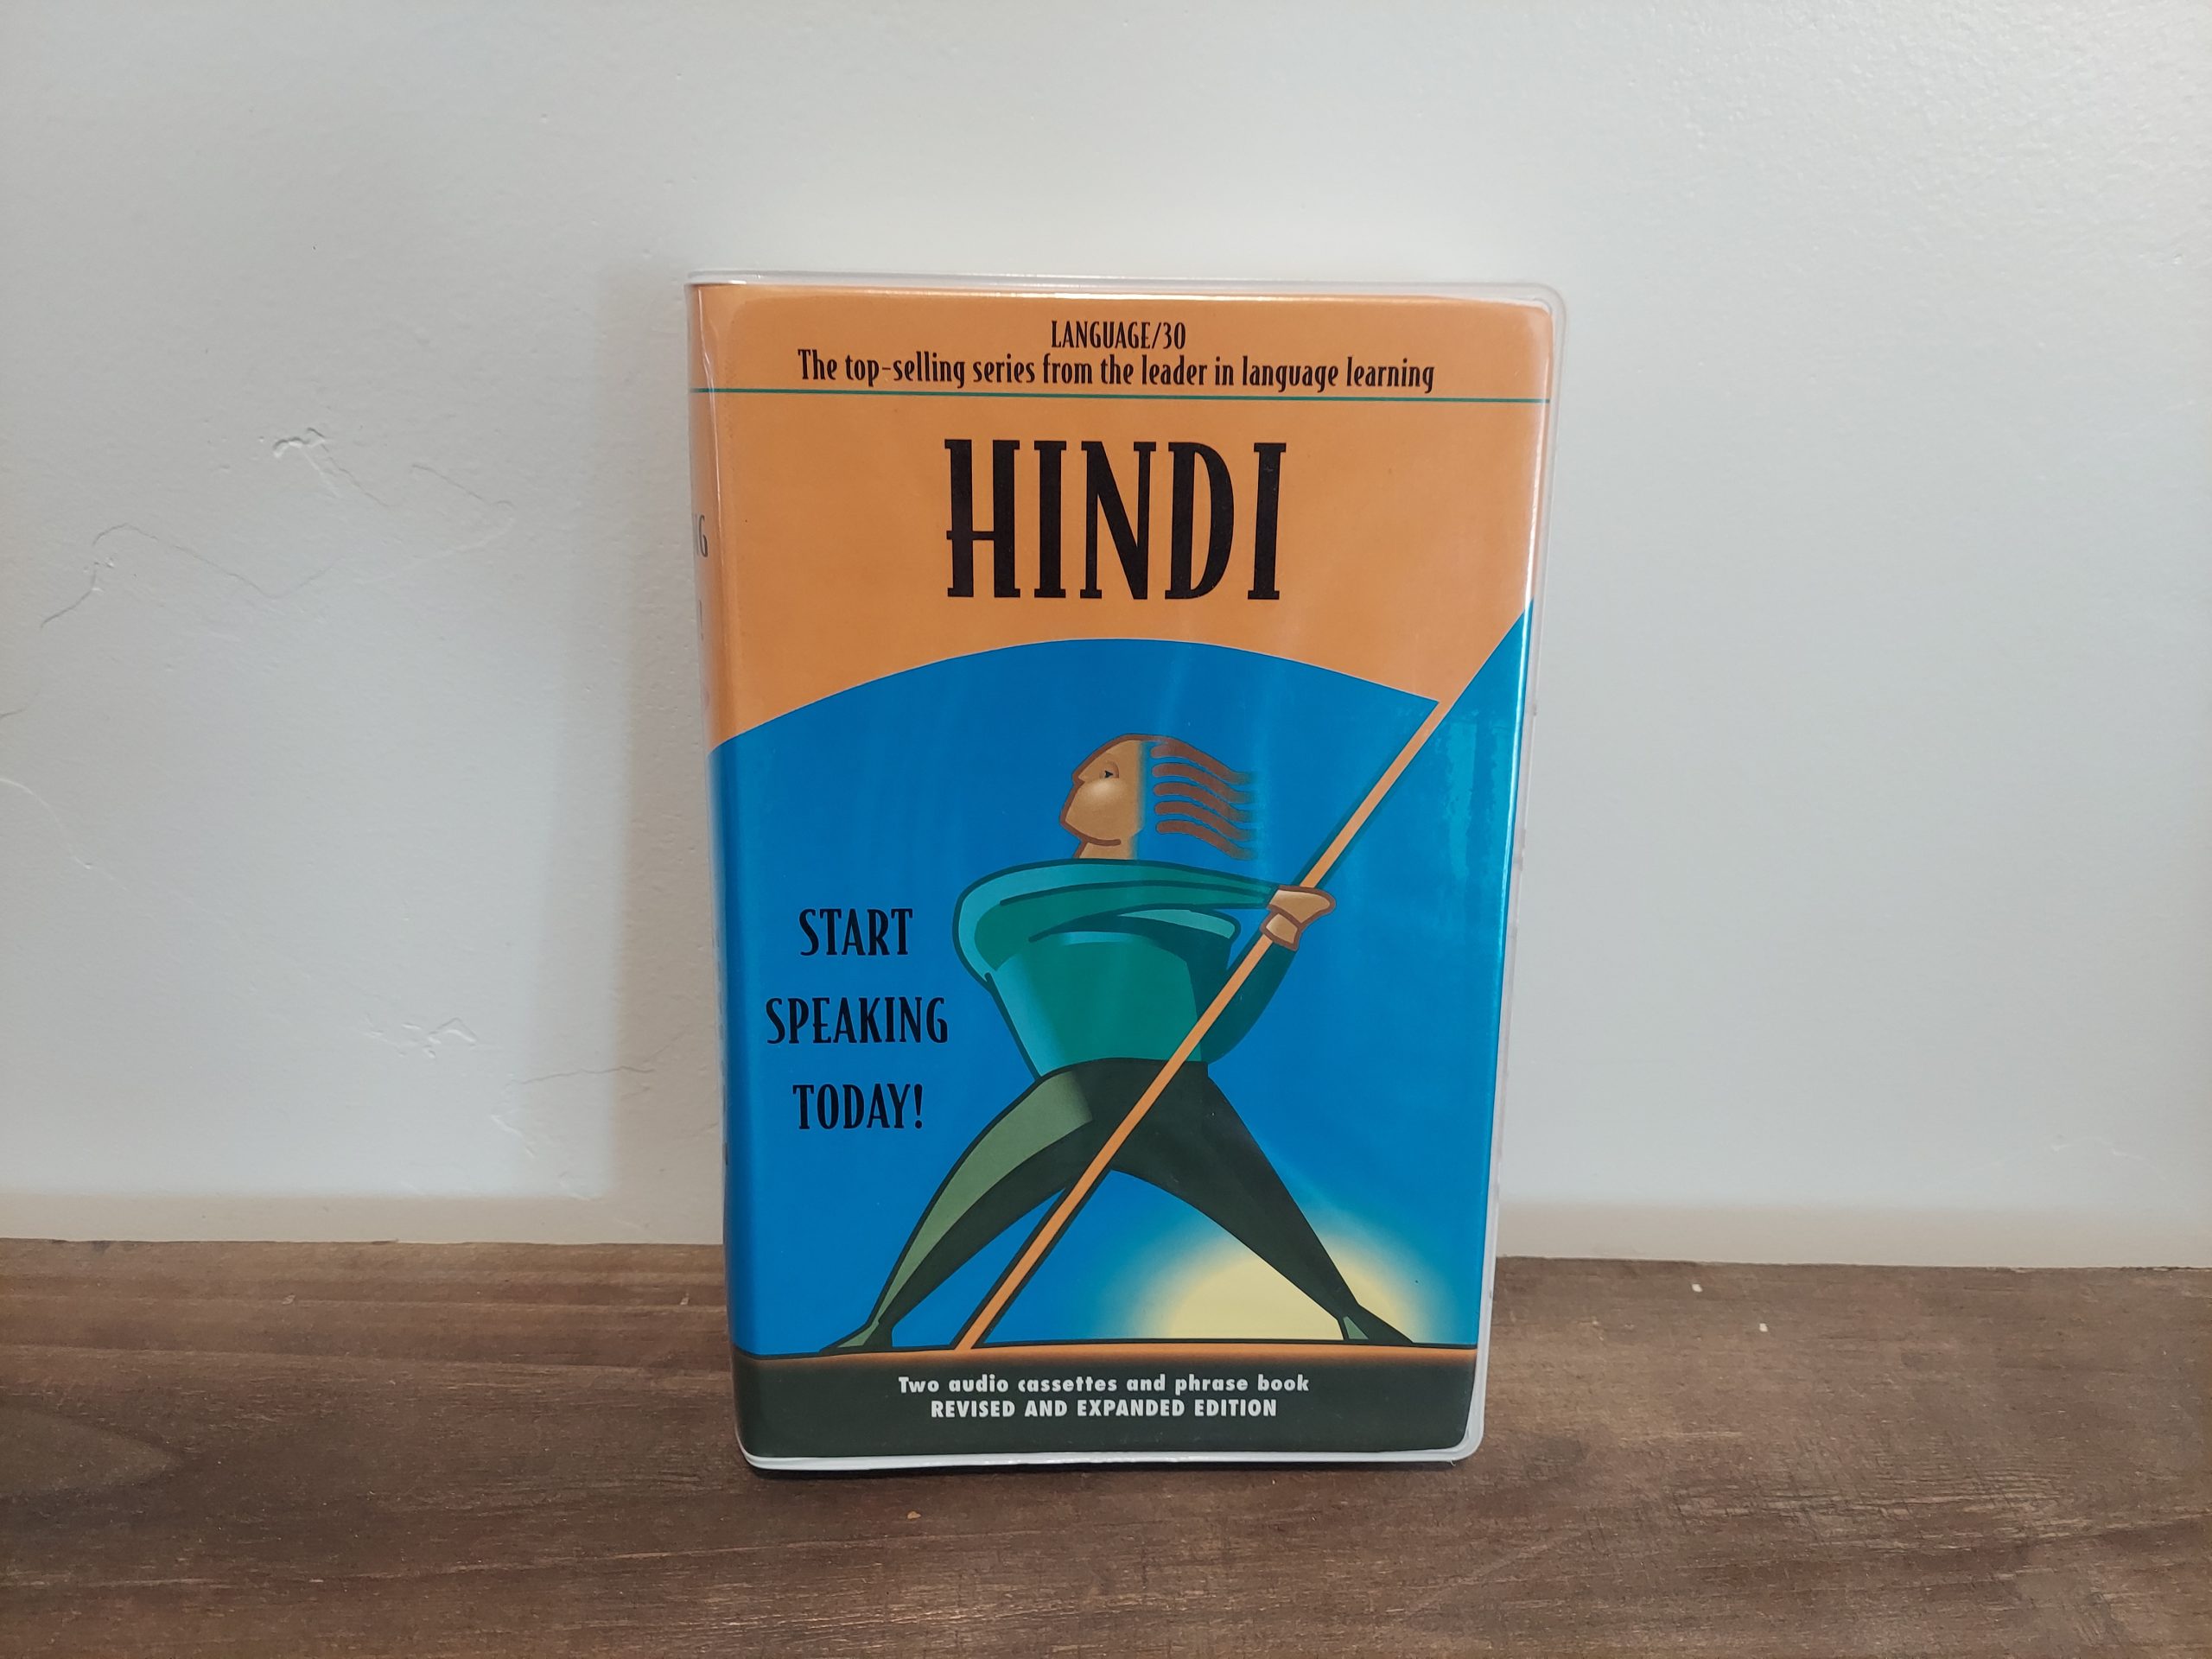 LANGUAGE/30
The top-selling series from the leader in language learning
HINDI
START
SPEAKING
TODAY!
Two audio cassettes and phrase book
REVISED AND EXPANDED EDITION